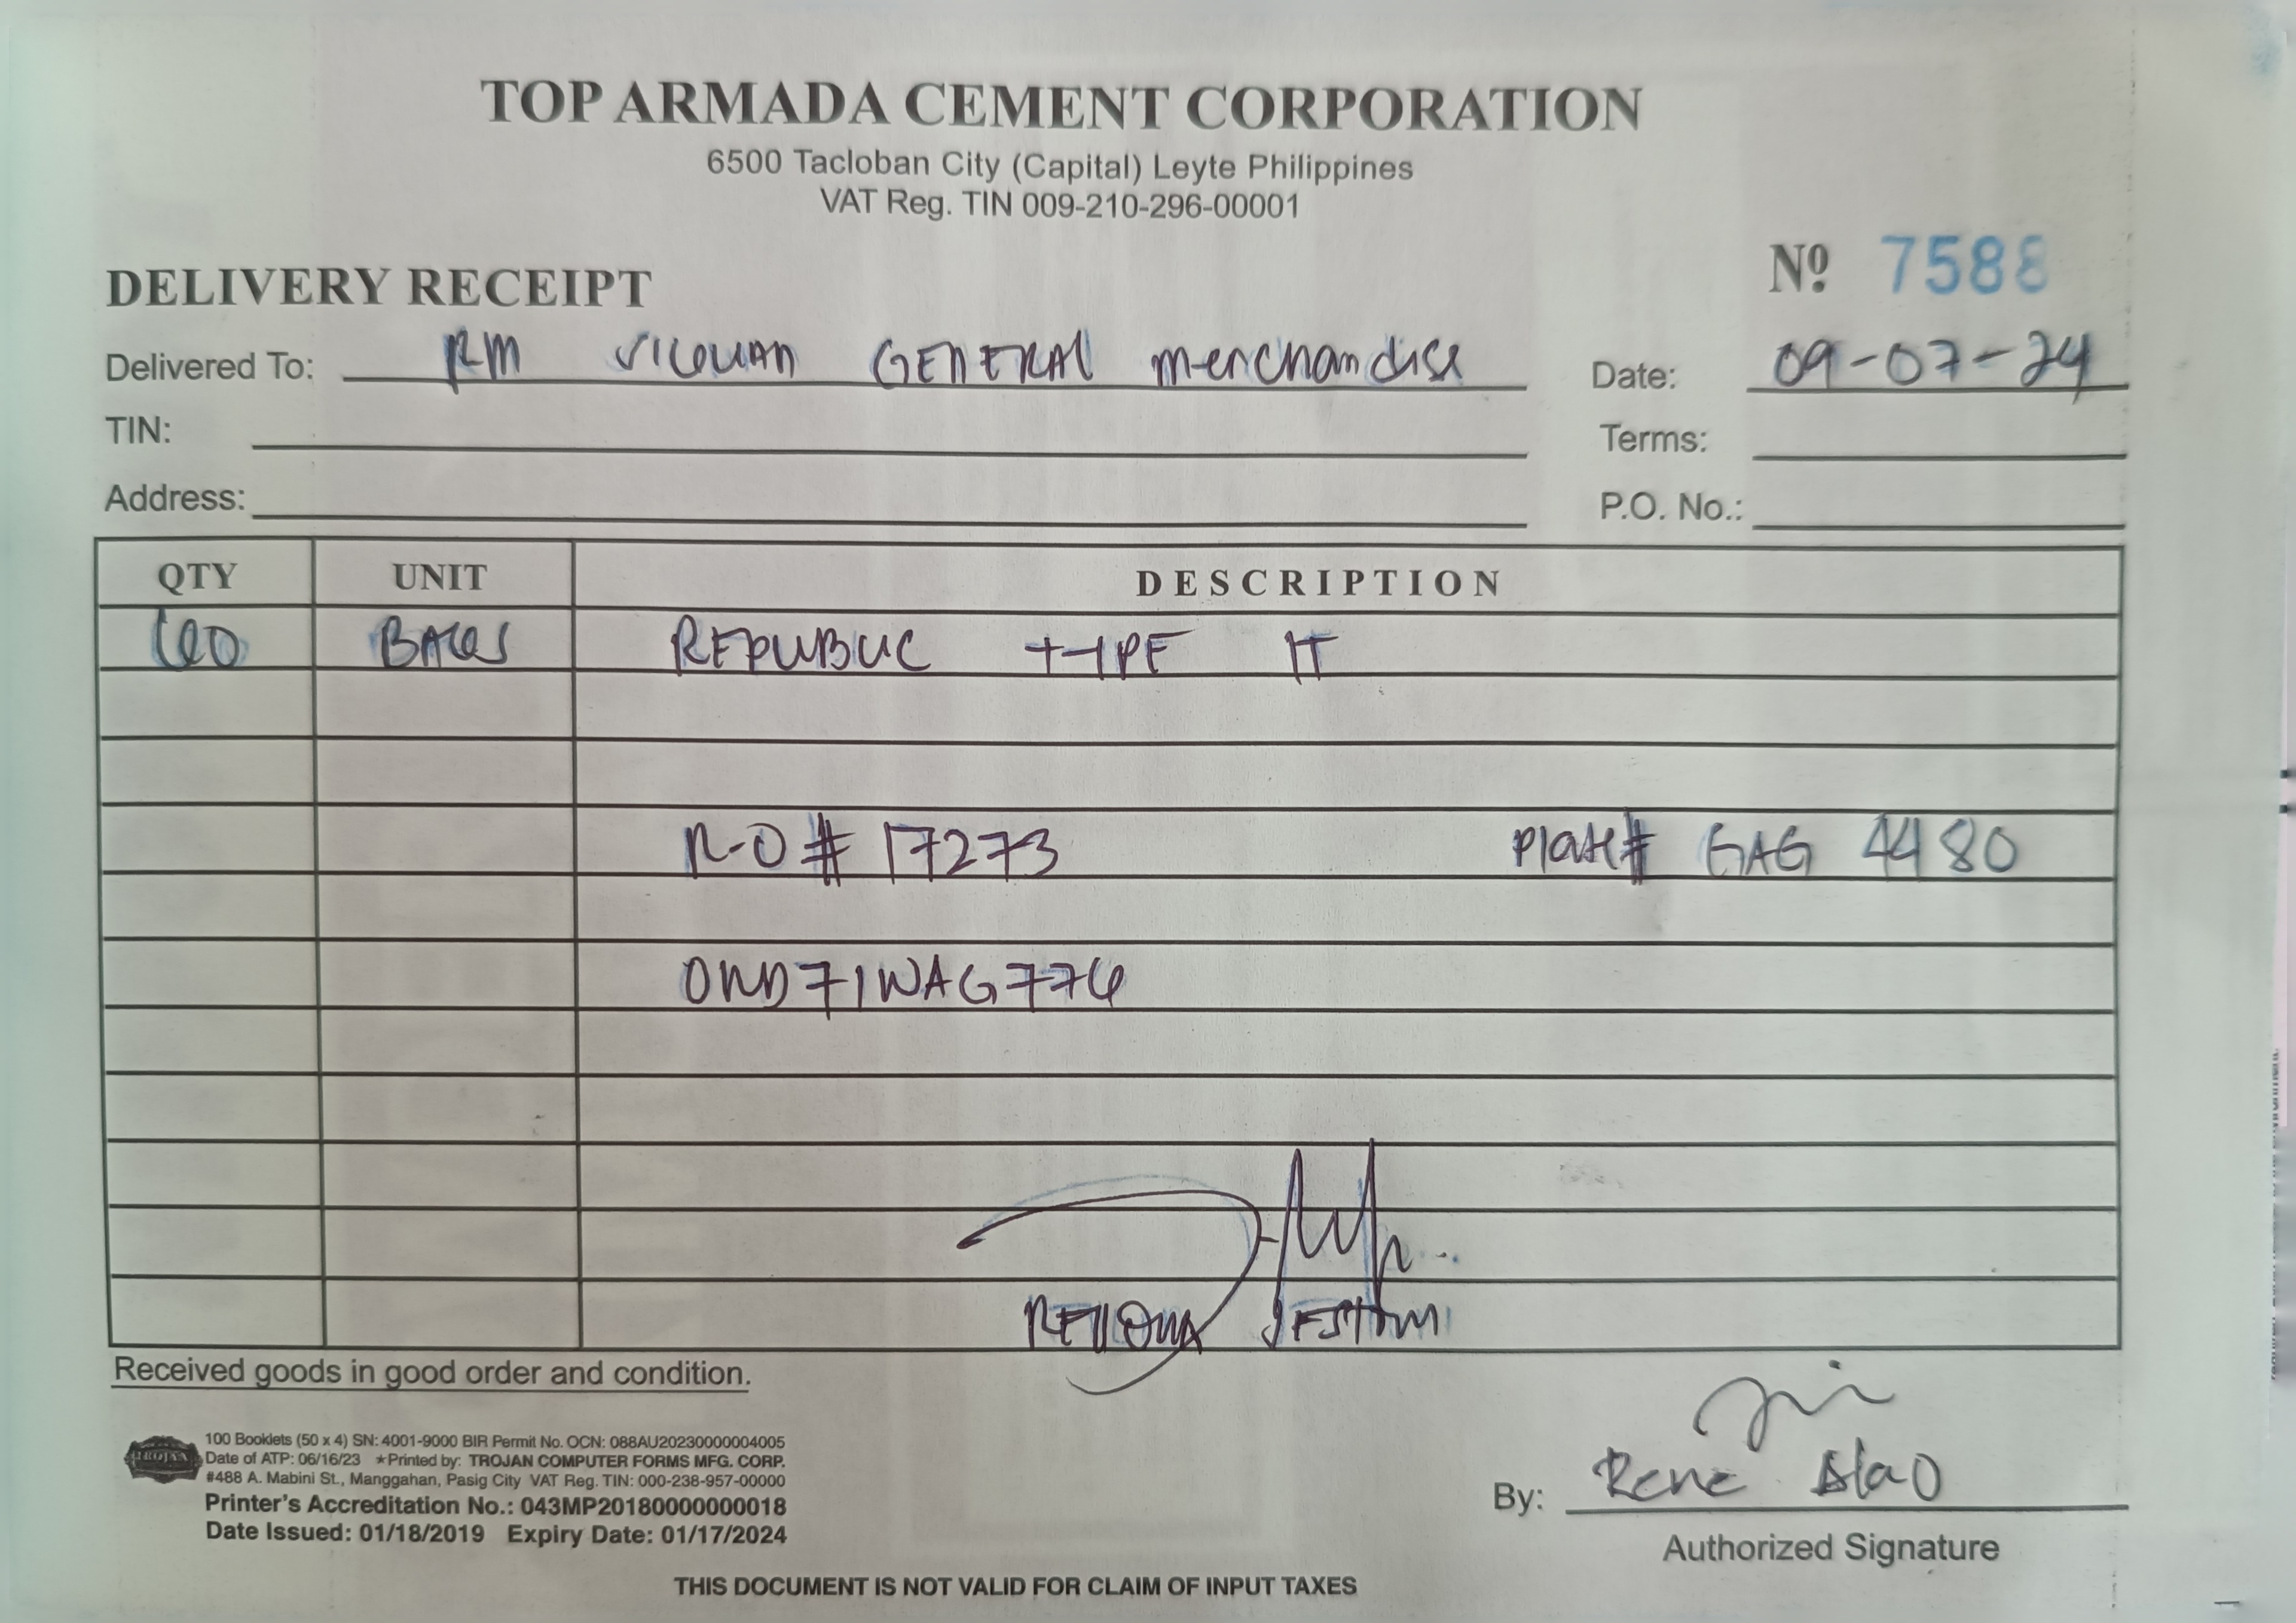 TOP ARMADA CEMENT CORPORATION
6500 Tacloban City (Capital) Leyte Philippines
VAT Reg. TIN 009-210-296-00001
DELIVERY RECEIPT
Nº 7588
Delivered To: RM GENERAL Merchandise
Date: 09-07-24
TIN:
Terms:
Address:
P.O. No.:
QTY UNIT DESCRIPTION
BAGS REPUBLIC TYPE 1T
R-O # 17273 Plate# GAG 4480
OWD71WAG776
Received goods in good order and condition.
TROJAN
100 Booklets (50 x 4) SN: 4001-9000 BIR Permit No. OCN: 088AU20230000004005
Date of ATP: 06/16/23 ★Printed by: TROJAN COMPUTER FORMS MFG. CORP.
#488 A. Mabini St., Manggahan, Pasig City VAT Reg. TIN: 000-238-957-00000
Printer's Accreditation No.: 043MP20180000000018
Date Issued: 01/18/2019 Expiry Date: 01/17/2024
By: Rene
Authorized Signature
THIS DOCUMENT IS NOT VALID FOR CLAIM OF INPUT TAXES